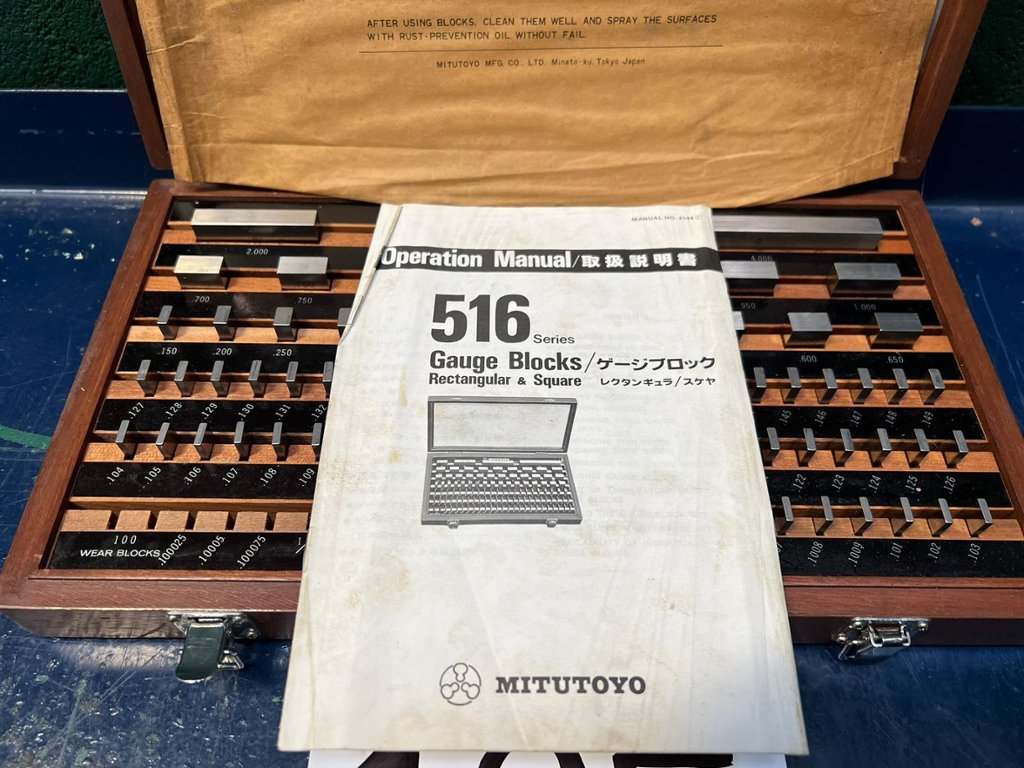 AFTER USING BLOCKS, CLEAN THEM WELL AND SPRAY THE SURFACES
WITH RUST-PREVENTION OIL WITHOUT FAIL.
MITUTOYO MFG. CO., LTD. Minato-ku, Tokyo Japan
MANUAL NO. 4144
Operation Manual/取扱説明書
516 Series
Gauge Blocks/ゲージブロック
Rectangular & Square レクタンギュラ/スケヤ
MITUTOYO
2.000
4.000
.700 .750
.950 1.000
.150 .200 .250
.600 .650
.127 .128 .129 .130 .131 .132
.145 .146 .147 .148 .149
.104 .105 .106 .107 .108 .109
.122 .123 .124 .125 .126
100
WEAR BLOCKS
.100025 .10005 .100075
.1008 .1009 .101 .102 .103